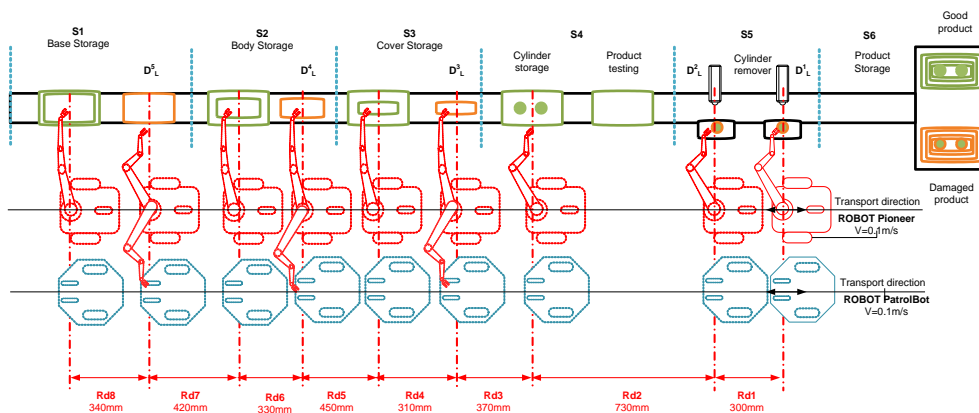 S1
Base Storage
S2
Body Storage
S3
Cover Storage
S4
Cylinder
storage
Product
testing
S5
Cylinder
remover
S6
Product
Storage
Good
product
D⁵L
D⁴L
D³L
D²L
D¹L
Damaged
product
Transport direction
ROBOT Pioneer
V=0.1m/s
Transport direction
ROBOT PatrolBot
V=0.1m/s
Rd8
340mm
Rd7
420mm
Rd6
330mm
Rd5
450mm
Rd4
310mm
Rd3
370mm
Rd2
730mm
Rd1
300mm